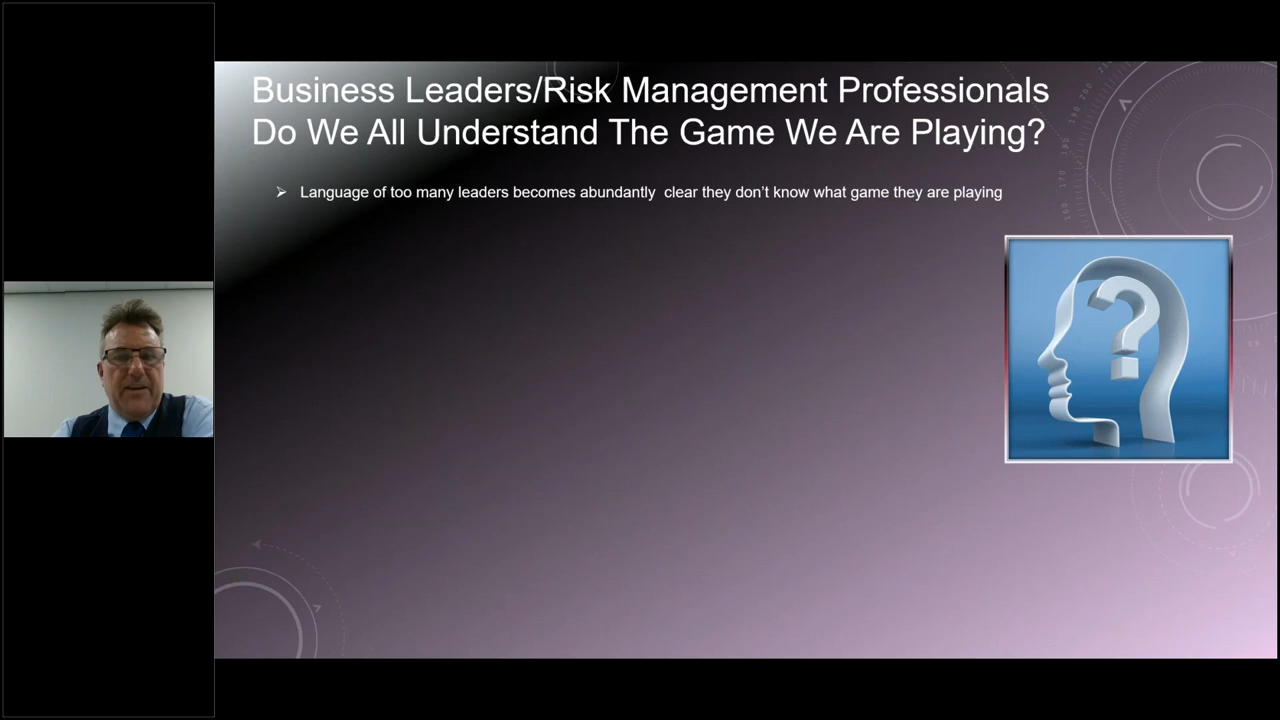 Business Leaders/Risk Management Professionals
Do We All Understand The Game We Are Playing?
➢ Language of too many leaders becomes abundantly clear they don't know what game they are playing